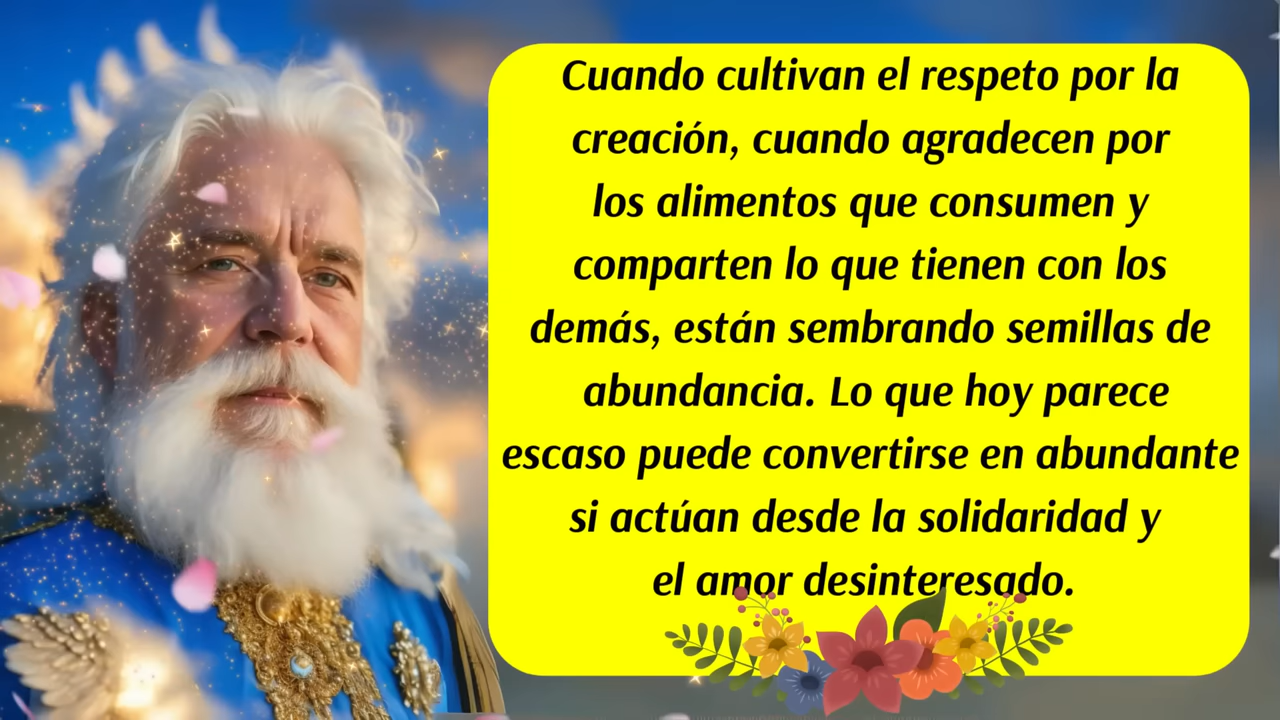 Cuando cultivan el respeto por la
creación, cuando agradecen por
los alimentos que consumen y
comparten lo que tienen con los
demás, están sembrando semillas de
abundancia. Lo que hoy parece
escaso puede convertirse en abundante
si actúan desde la solidaridad y
el amor desinteresado.